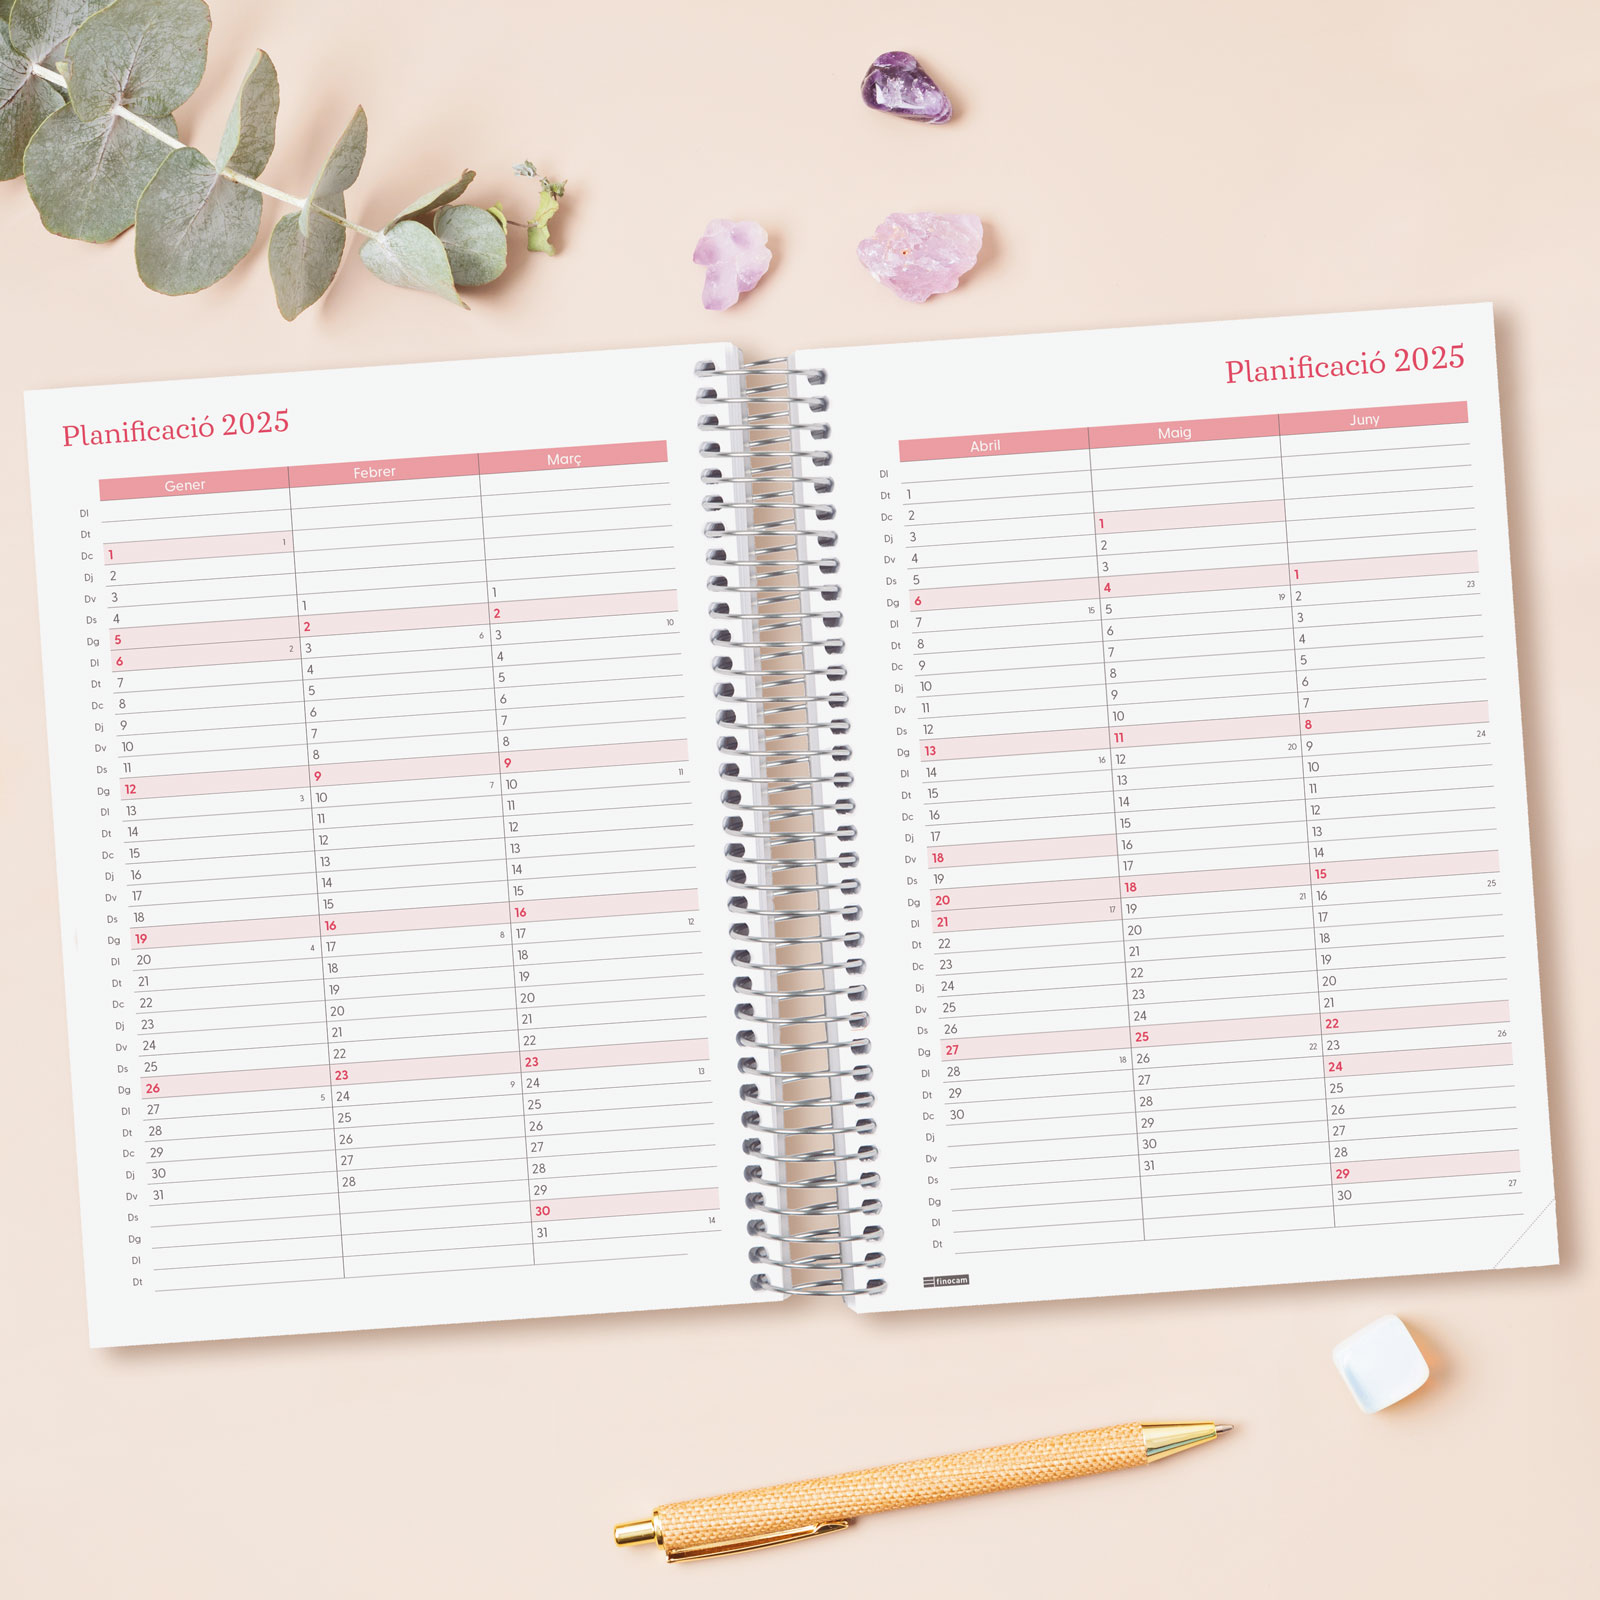 Planificació 2025
Gener Febrer Març
Dl
Dt
Dc 1 1
Dj 2
Dv 3
Ds 4 1 1
Dg 5 2 2
Dl 6 2 3 6 3 10
Dt 7 4 4
Dc 8 5 5
Dj 9 6 6
Dv 10 7 7
Ds 11 8 8
Dg 12 9 9
Dl 13 3 10 7 10 11
Dt 14 11 11
Dc 15 12 12
Dj 16 13 13
Dv 17 14 14
Ds 18 15 15
Dg 19 16 16
Dl 20 4 17 8 17 12
Dt 21 18 18
Dc 22 19 19
Dj 23 20 20
Dv 24 21 21
Ds 25 22 22
Dg 26 23 23
Dl 27 5 24 9 24 13
Dt 28 25 25
Dc 29 26 26
Dj 30 27 27
Dv 31 28 28
Ds 29
Dg 30
Dl 31 14
Dt
Planificació 2025
Abril Maig Juny
Dl
Dt 1
Dc 2
Dj 3 1
Dv 4 2
Ds 5 3
Dg 6 4 1
Dl 7 15 5 19 2 23
Dt 8 6 3
Dc 9 7 4
Dj 10 8 5
Dv 11 9 6
Ds 12 10 7
Dg 13 11 8
Dl 14 16 12 20 9 24
Dt 15 13 10
Dc 16 14 11
Dj 17 15 12
Dv 18 16 13
Ds 19 17 14
Dg 20 18 15
Dl 21 17 19 21 16 25
Dt 22 20 17
Dc 23 21 18
Dj 24 22 19
Dv 25 23 20
Ds 26 24 21
Dg 27 25 22
Dl 28 18 26 22 23 26
Dt 29 27 24
Dc 30 28 25
Dj 29 26
Dv 30 27
Ds 31 28
Dg 29
Dl 30 27
Dt
finocam